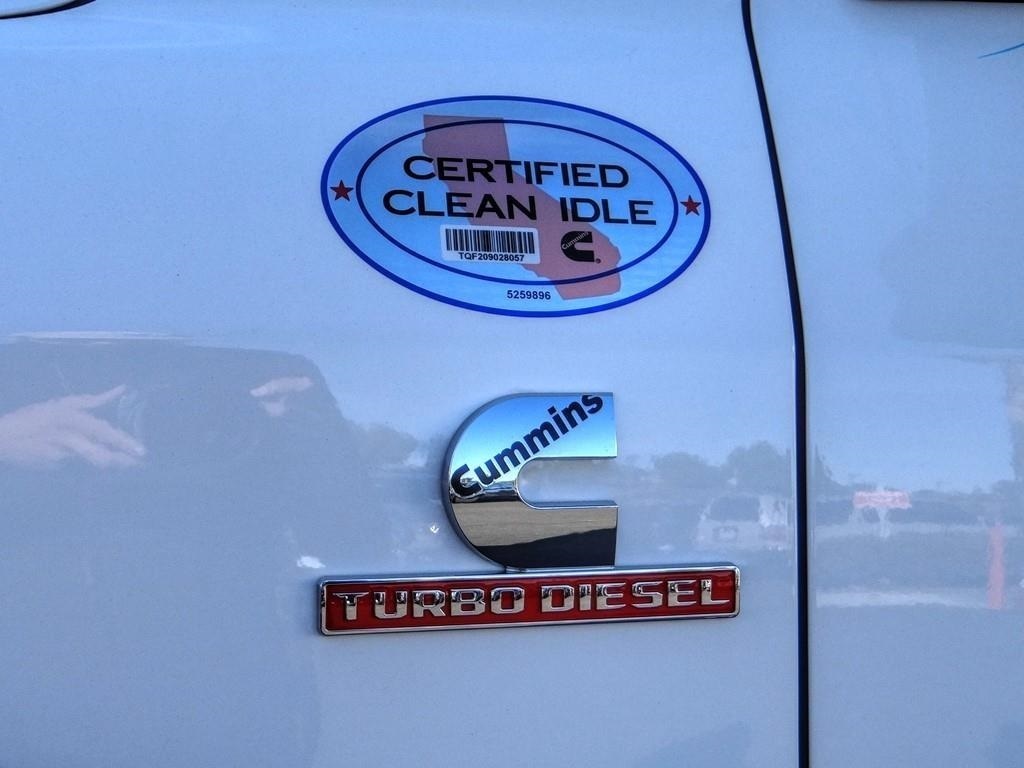 CERTIFIED
CLEAN IDLE
TQF209028057
Cummins
5259896
Cummins
TURBO DIESEL